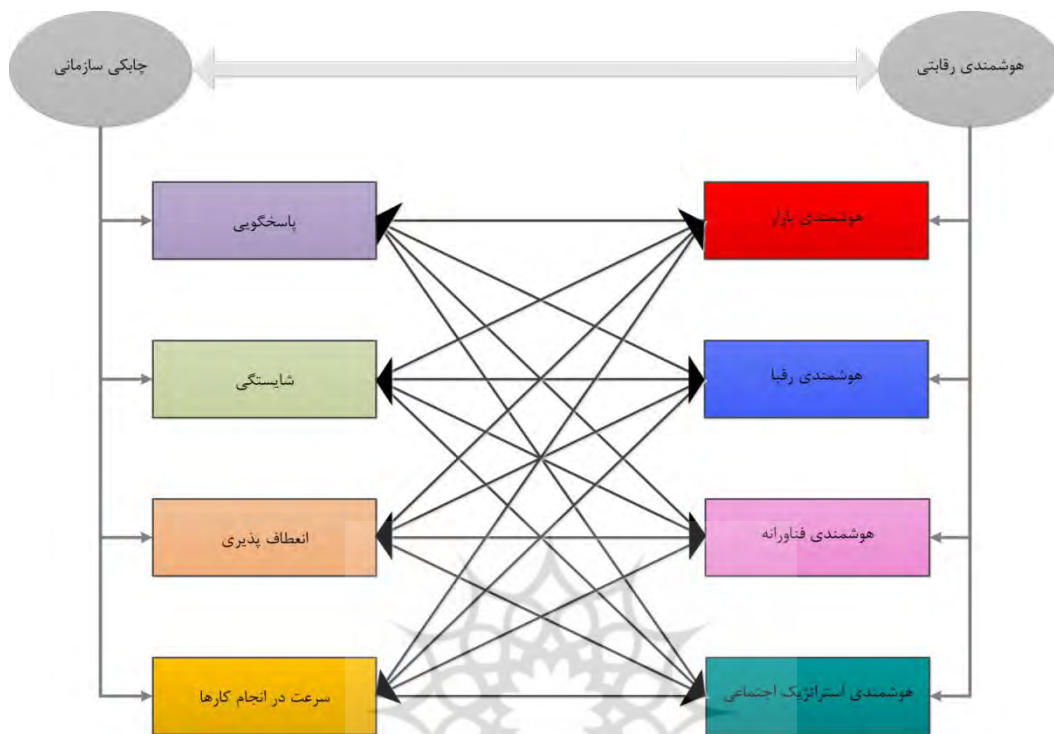 هوشمندی رقابتی
چابکی سازمانی
هوشمندی بازار
پاسخگویی
هوشمندی رقبا
شایستگی
هوشمندی فناورانه
انعطاف پذیری
هوشمندی استراتژیک اجتماعی
سرعت در انجام کارها